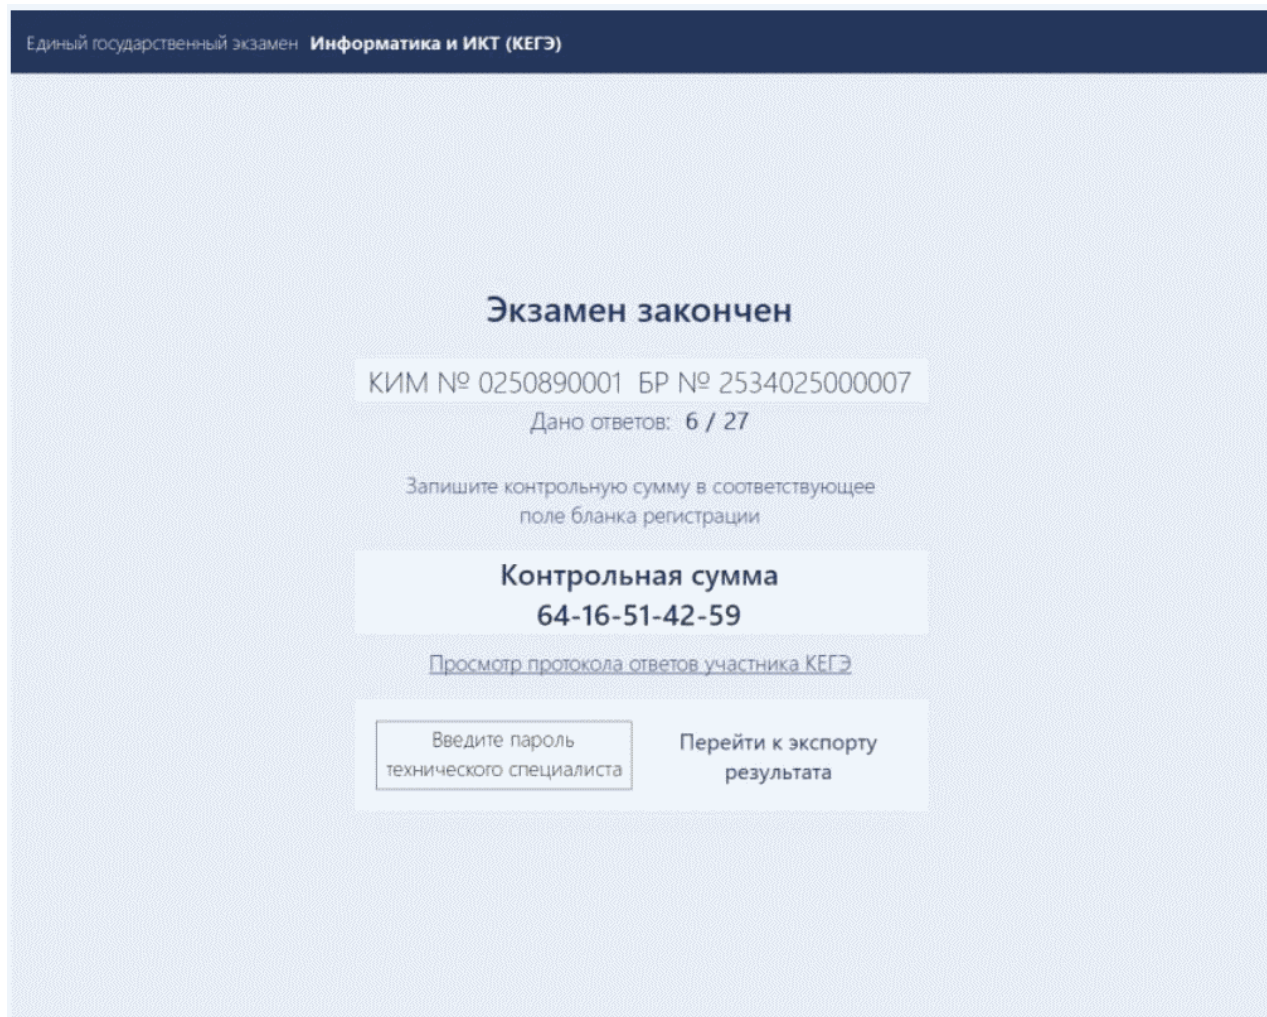 Единый государственный экзамен Информатика и ИКТ (КЕГЭ)
Экзамен закончен
КИМ № 0250890001 БР № 2534025000007
Дано ответов: 6 / 27
Запишите контрольную сумму в соответствующее
поле бланка регистрации
Контрольная сумма
64-16-51-42-59
Просмотр протокола ответов участника КЕГЭ
Введите пароль
технического специалиста
Перейти к экспорту
результата